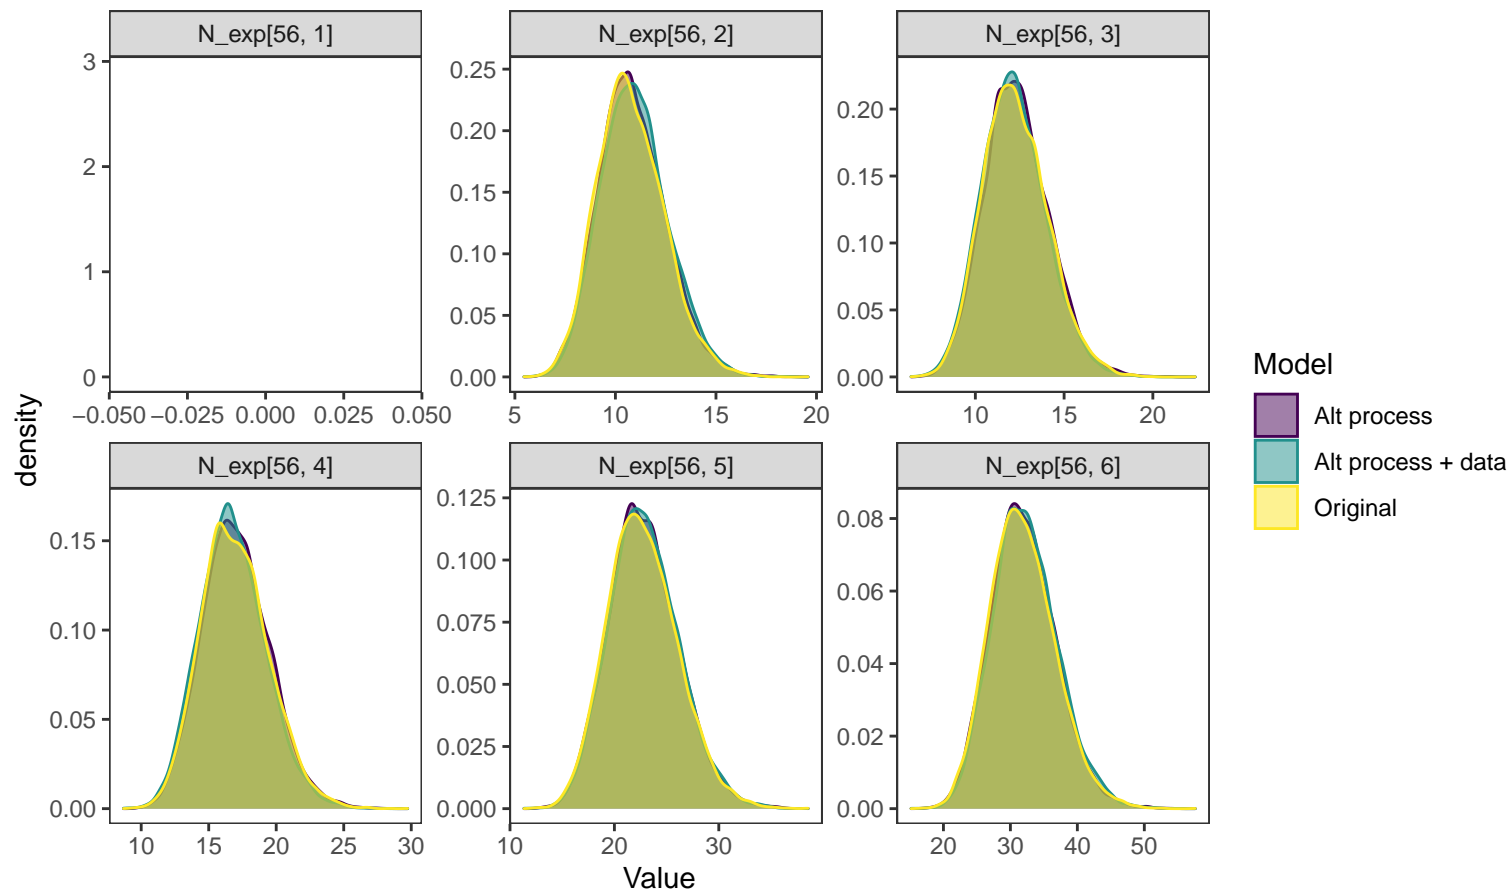 N_exp[56, 1]
N_exp[56, 2]
N_exp[56, 3]
3
2
1
0
−0.050 −0.025 0.000 0.025 0.050
0.25
0.20
0.15
0.10
0.05
0.00
5 10 15 20
0.20
0.15
0.10
0.05
0.00
10 15 20
density
N_exp[56, 4]
N_exp[56, 5]
N_exp[56, 6]
0.15
0.10
0.05
0.00
10 15 20 25 30
0.125
0.100
0.075
0.050
0.025
0.000
10 20 30
0.08
0.06
0.04
0.02
0.00
20 30 40 50
Value
Model
Alt process
Alt process + data
Original